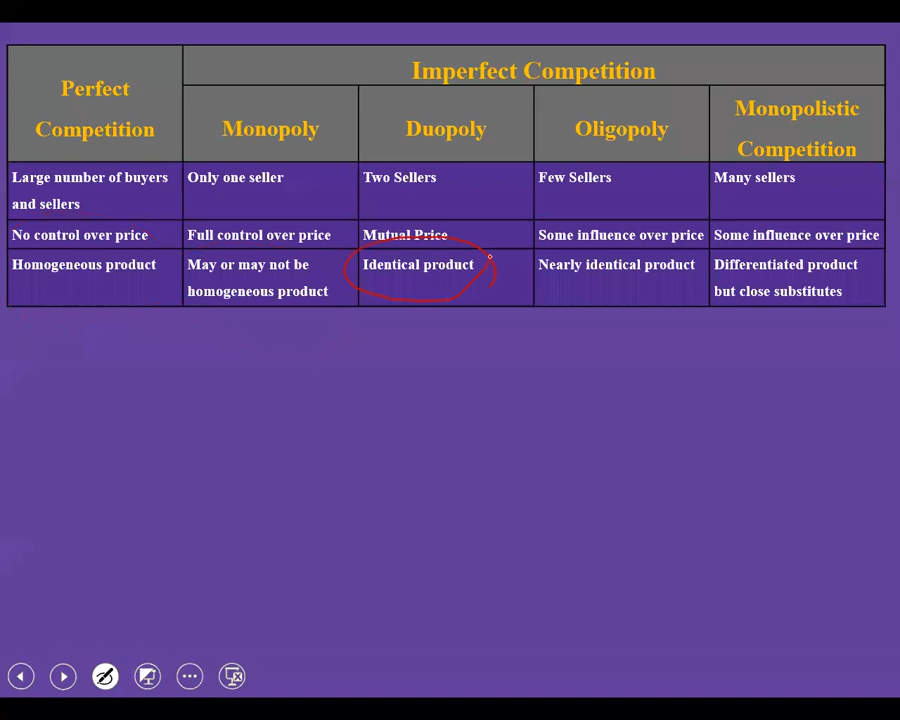 Perfect
Competition
Imperfect Competition
Monopoly
Duopoly
Oligopoly
Monopolistic
Competition
Large number of buyers
and sellers
Only one seller
Two Sellers
Few Sellers
Many sellers
No control over price
Full control over price
Mutual Price
Some influence over price
Some influence over price
Homogeneous product
May or may not be
homogeneous product
Identical product
Nearly identical product
Differentiated product
but close substitutes